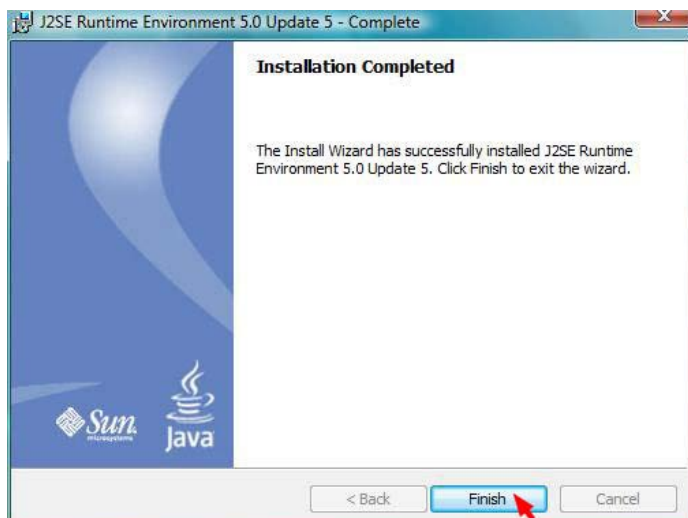 J2SE Runtime Environment 5.0 Update 5 - Complete
Installation Completed
The Install Wizard has successfully installed J2SE Runtime
Environment 5.0 Update 5. Click Finish to exit the wizard.
Sun
microsystems
Java
< Back
Finish
Cancel